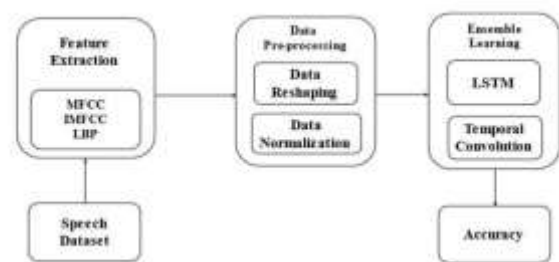 Feature
Extraction
MFCC
IMFCC
LBP
Speech
Dataset
Data
Pre-processing
Data
Reshaping
Data
Normalization
Ensemble
Learning
LSTM
Temporal
Convolution
Accuracy